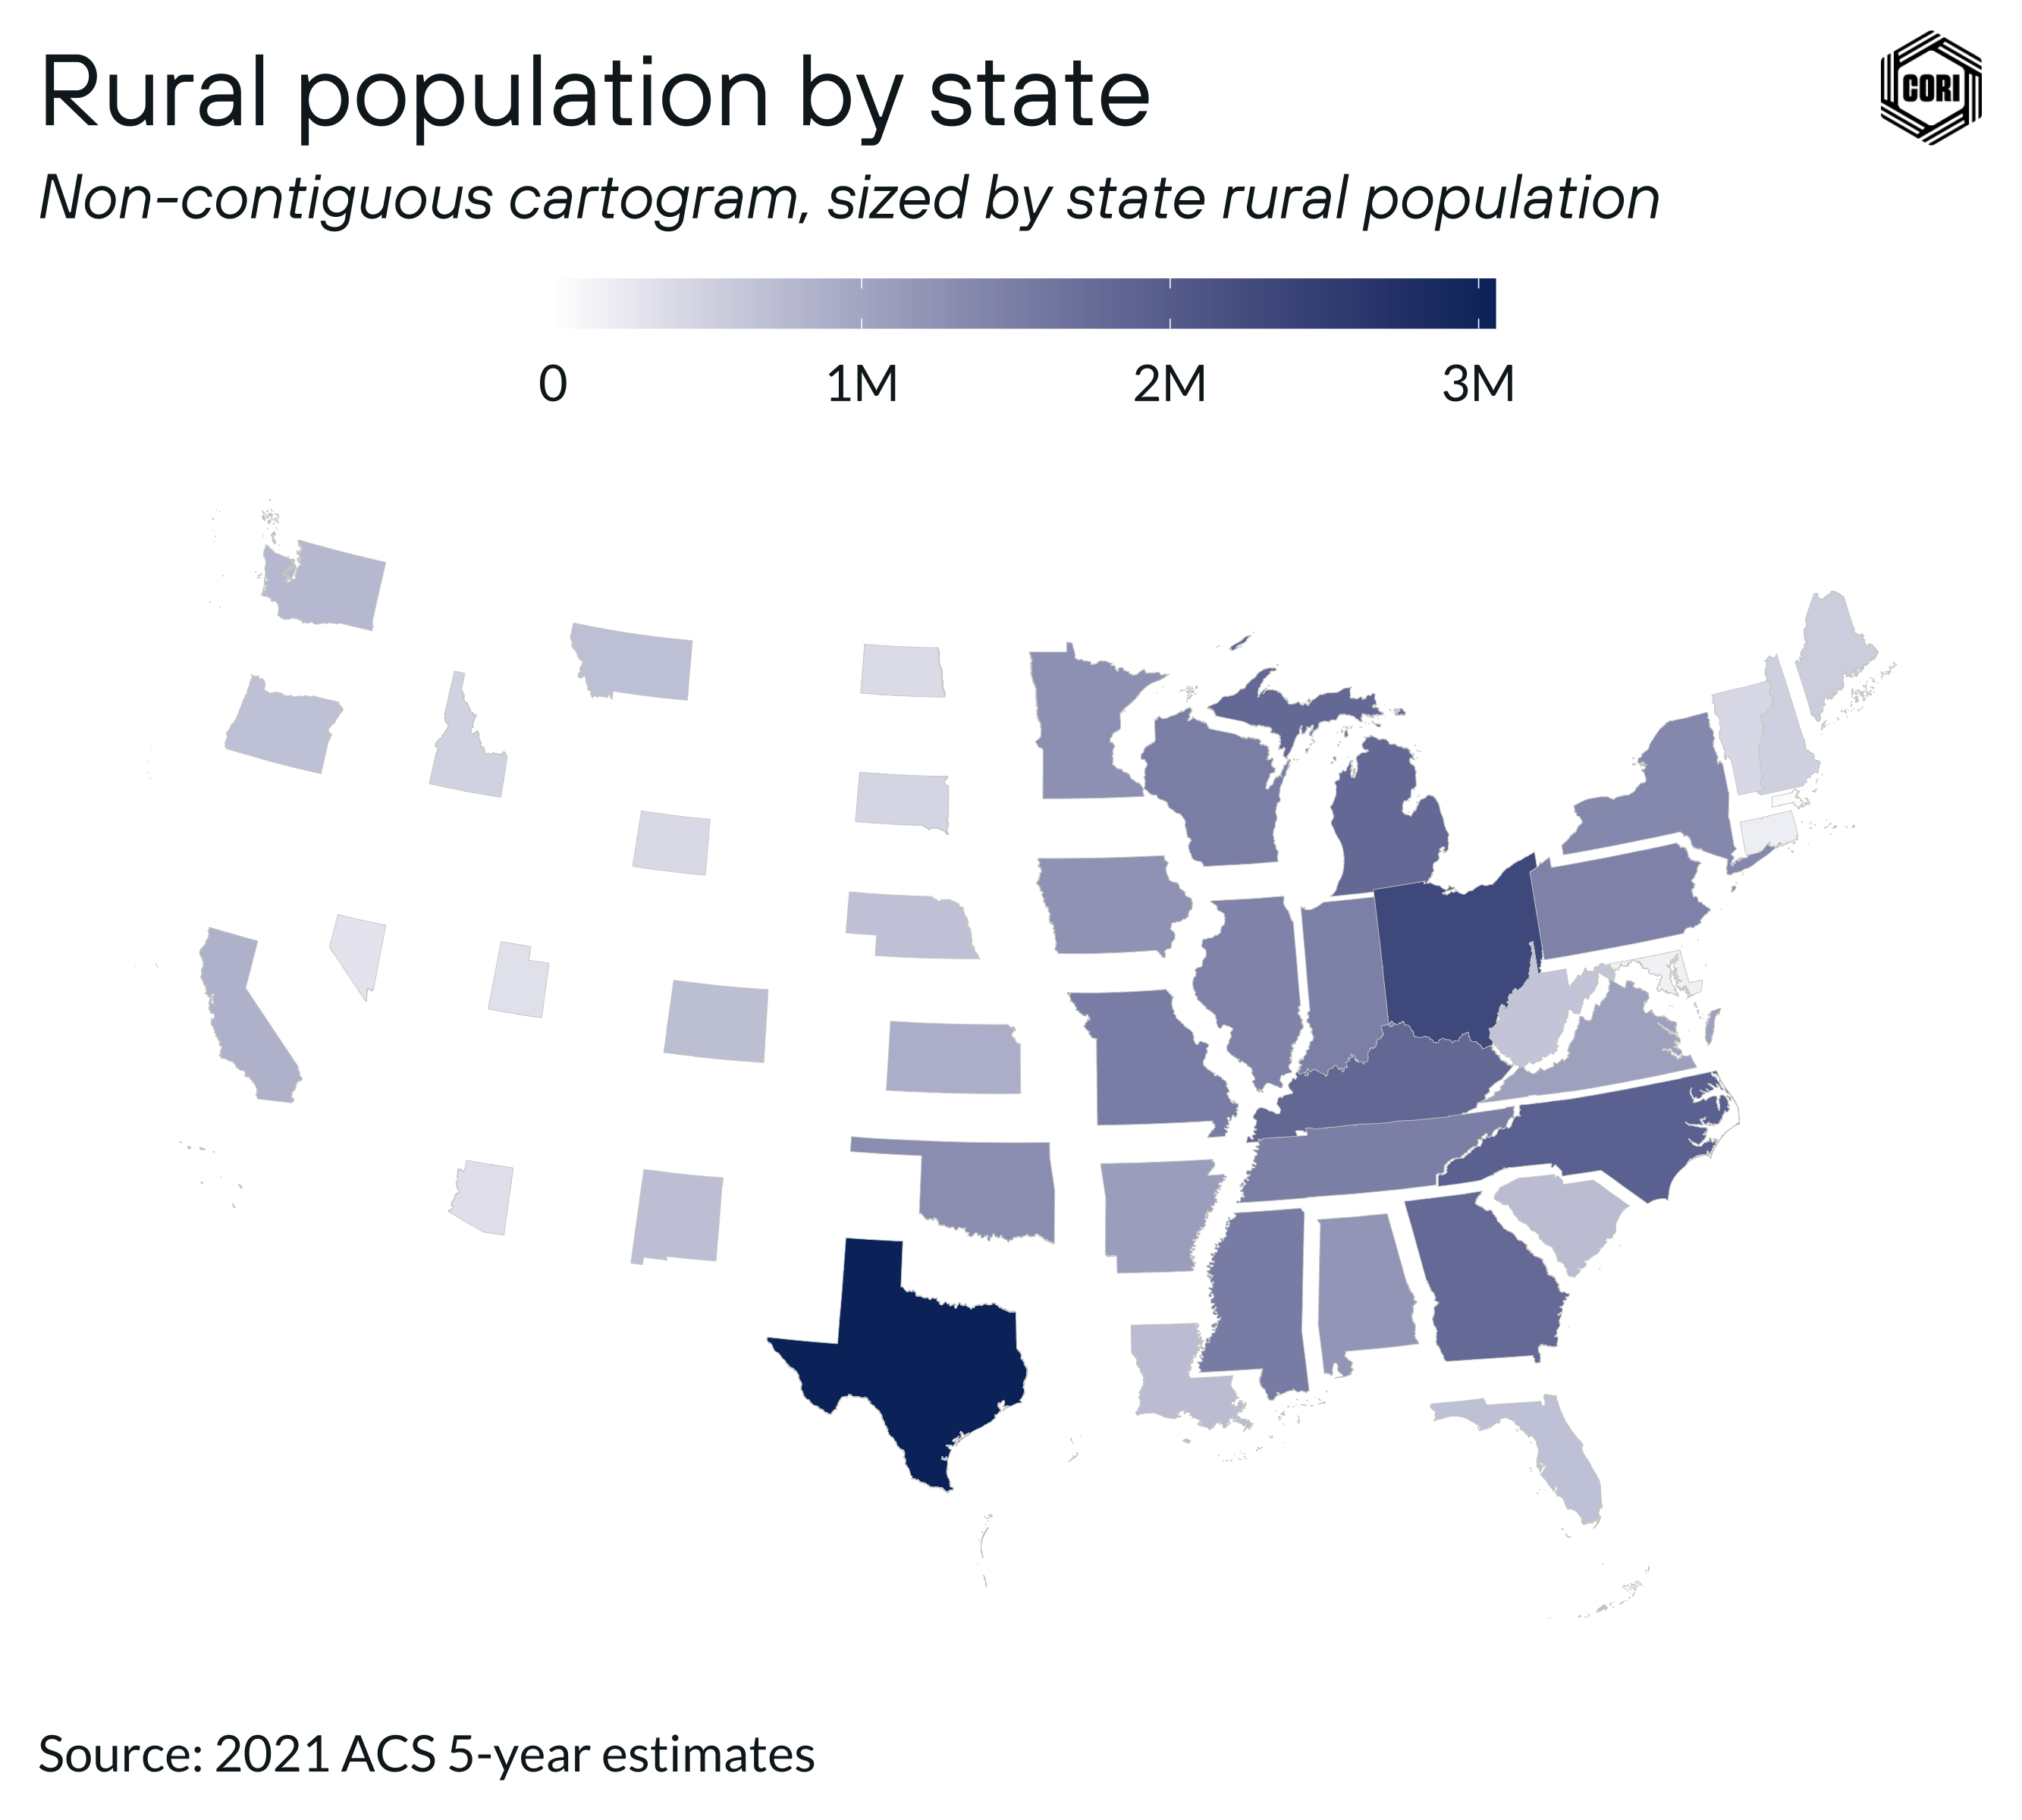 Rural population by state
CORI
Non-contiguous cartogram, sized by state rural population
0 1M 2M 3M
Source: 2021 ACS 5-year estimates